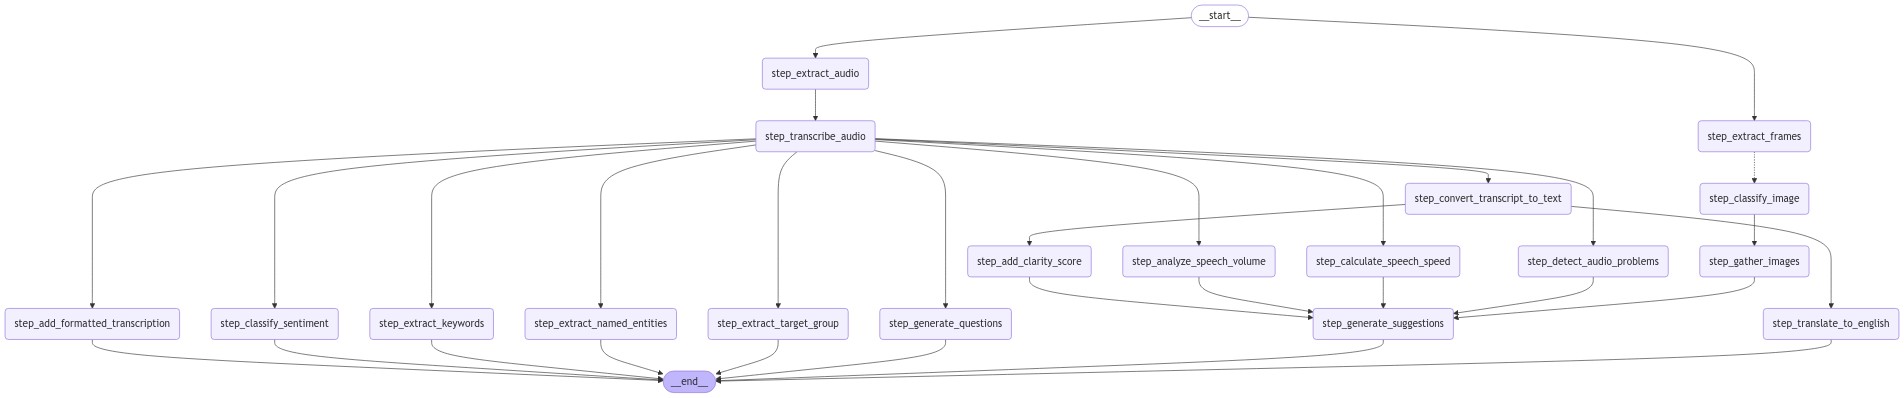 __start__
step_extract_audio
step_transcribe_audio
step_extract_frames
step_convert_transcript_to_text
step_classify_image
step_add_clarity_score
step_analyze_speech_volume
step_calculate_speech_speed
step_detect_audio_problems
step_gather_images
step_add_formatted_transcription
step_classify_sentiment
step_extract_keywords
step_extract_named_entities
step_extract_target_group
step_generate_questions
step_generate_suggestions
step_translate_to_english
__end__